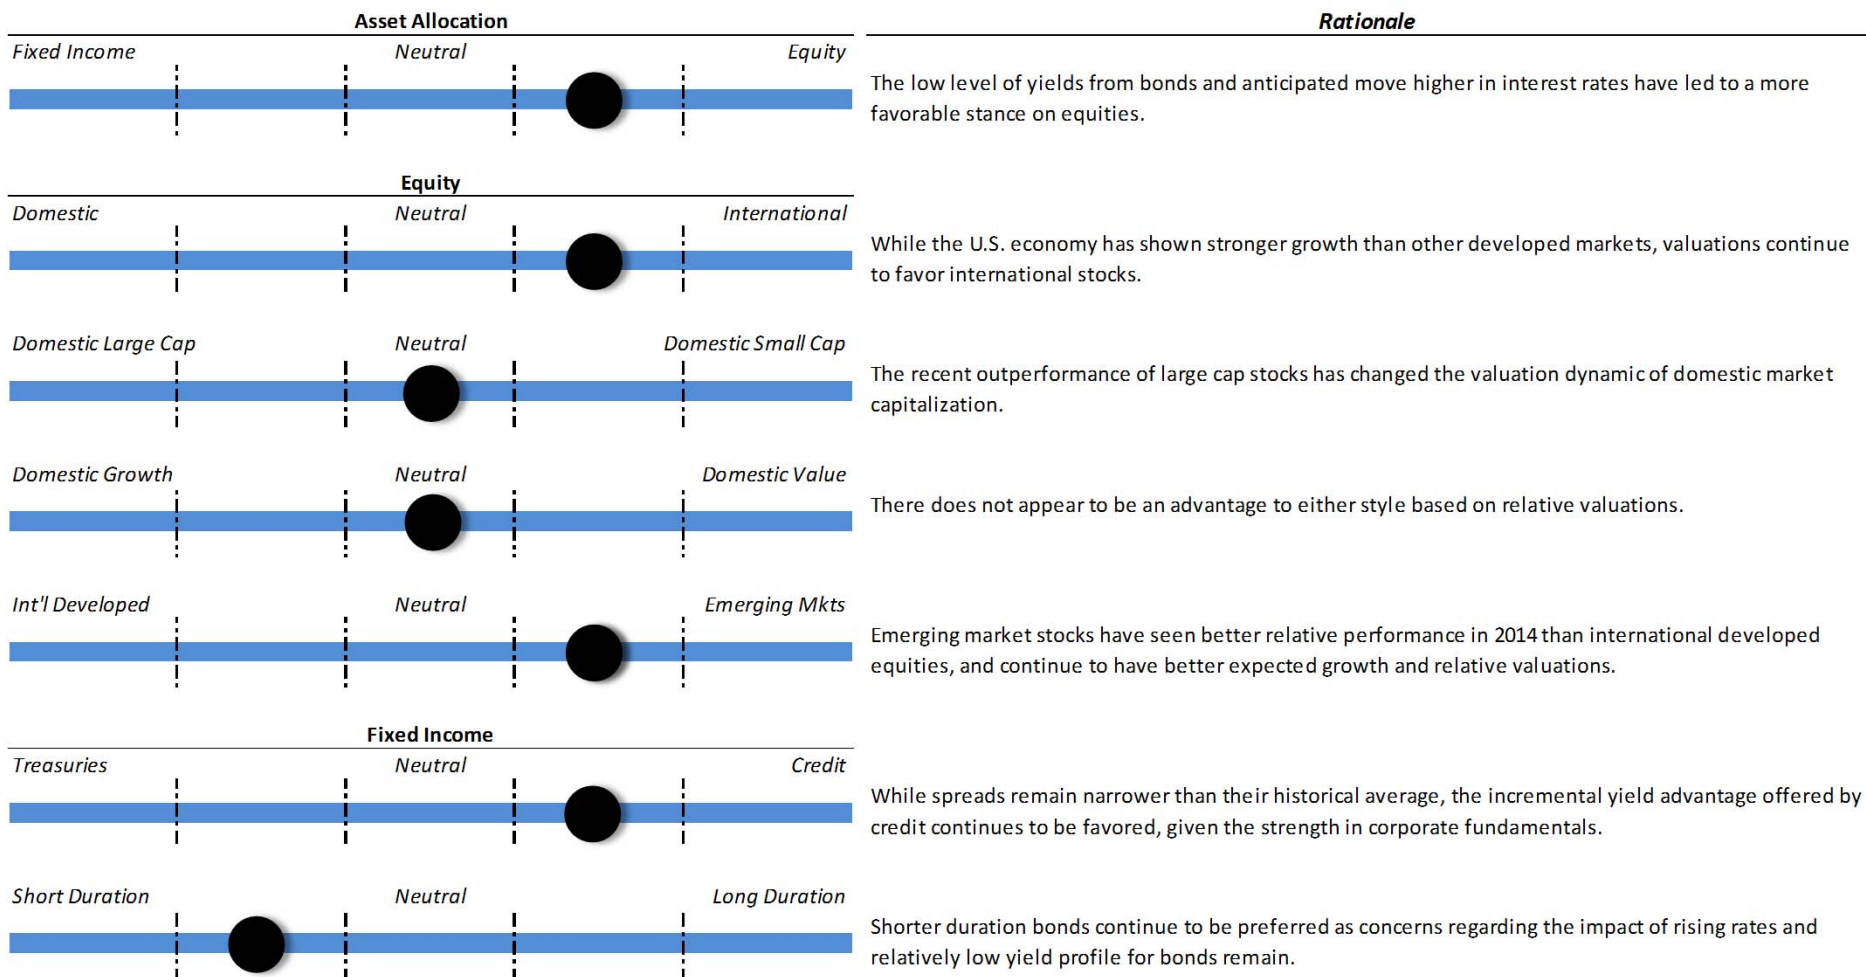 Asset Allocation
Rationale
Fixed Income Neutral Equity
The low level of yields from bonds and anticipated move higher in interest rates have led to a more
favorable stance on equities.
Equity
Domestic Neutral International
While the U.S. economy has shown stronger growth than other developed markets, valuations continue
to favor international stocks.
Domestic Large Cap Neutral Domestic Small Cap
The recent outperformance of large cap stocks has changed the valuation dynamic of domestic market
capitalization.
Domestic Growth Neutral Domestic Value
There does not appear to be an advantage to either style based on relative valuations.
Int'l Developed Neutral Emerging Mkts
Emerging market stocks have seen better relative performance in 2014 than international developed
equities, and continue to have better expected growth and relative valuations.
Fixed Income
Treasuries Neutral Credit
While spreads remain narrower than their historical average, the incremental yield advantage offered by
credit continues to be favored, given the strength in corporate fundamentals.
Short Duration Neutral Long Duration
Shorter duration bonds continue to be preferred as concerns regarding the impact of rising rates and
relatively low yield profile for bonds remain.